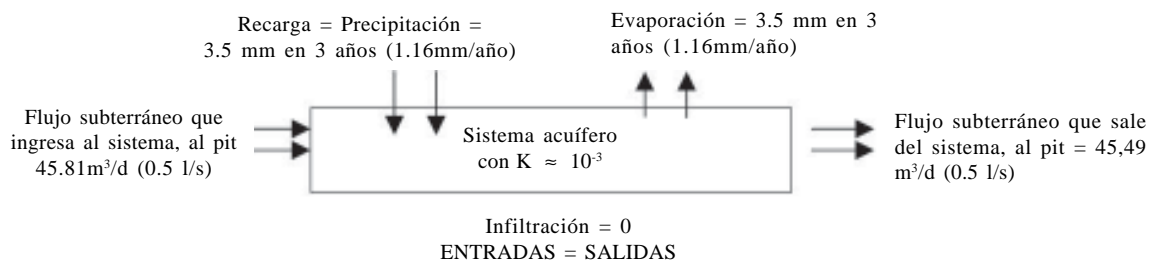 Recarga = Precipitación =
3.5 mm en 3 años (1.16mm/año)
Evaporación = 3.5 mm en 3
años (1.16mm/año)
Flujo subterráneo que
ingresa al sistema, al pit
45.81m³/d (0.5 l/s)
Sistema acuífero
con K ≈ 10⁻³
Flujo subterráneo que sale
del sistema, al pit = 45,49
m³/d (0.5 l/s)
Infiltración = 0
ENTRADAS = SALIDAS